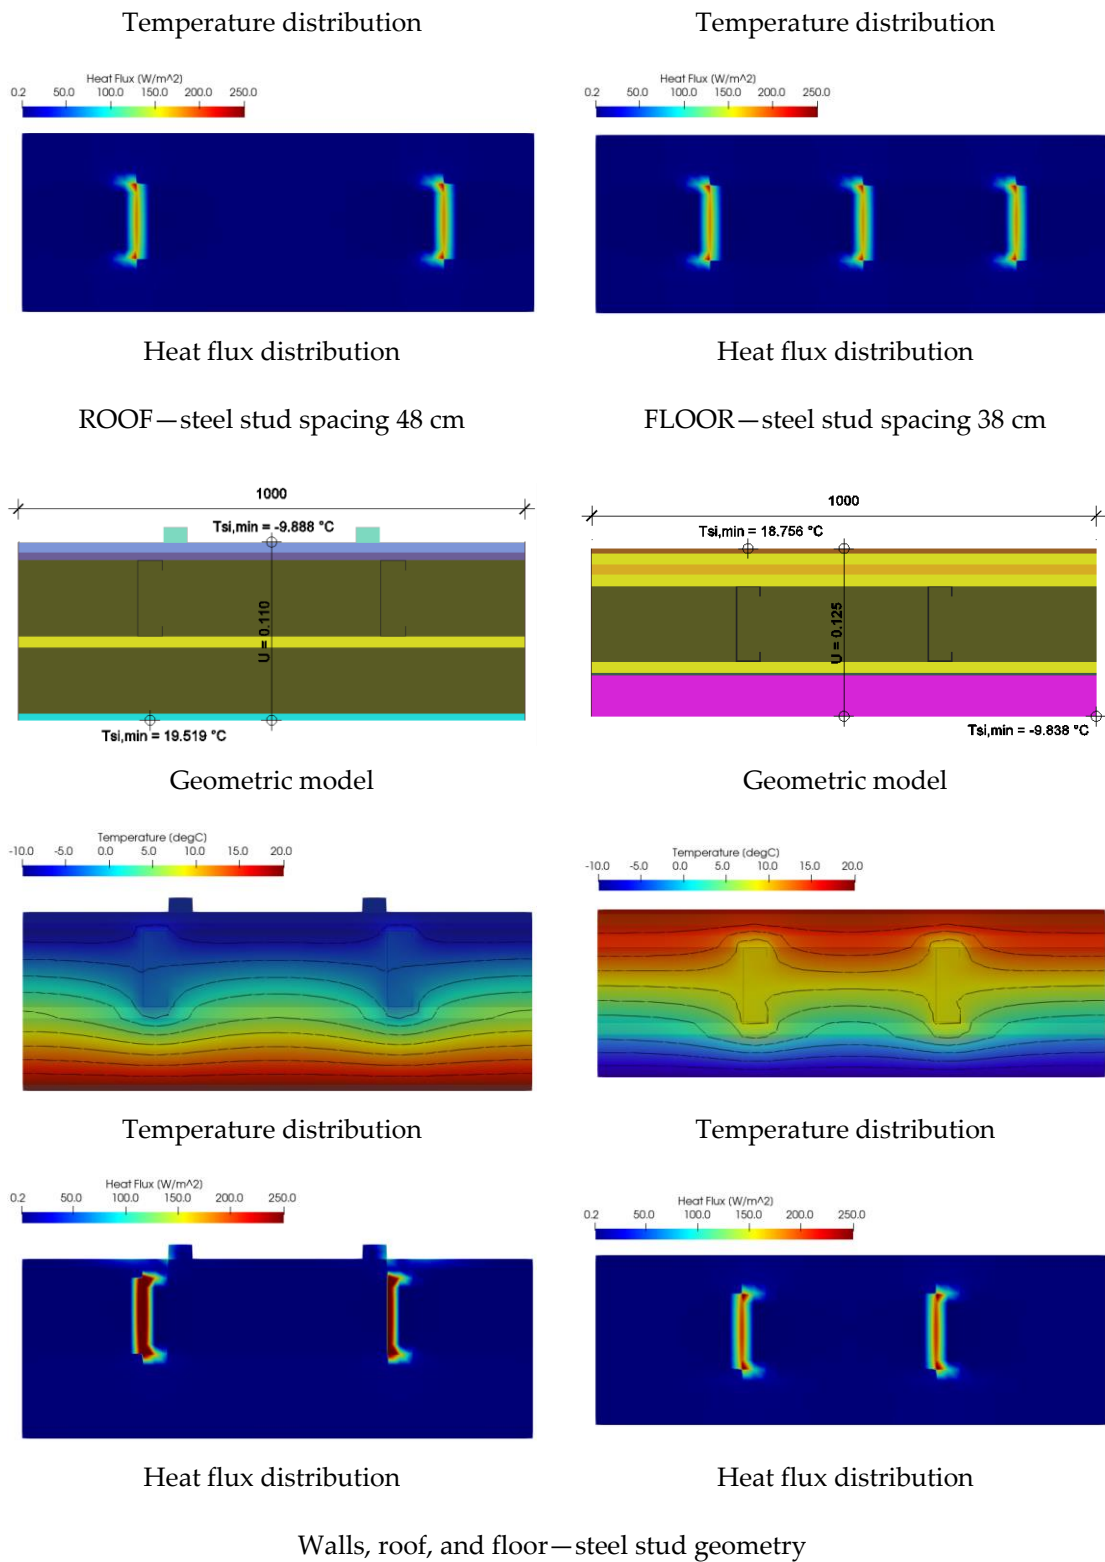 Temperature distribution
Temperature distribution
Heat Flux (W/m^2)
0.2 50.0 100.0 150.0 200.0 250.0
Heat Flux (W/m^2)
0.2 50.0 100.0 150.0 200.0 250.0
Heat flux distribution
Heat flux distribution
ROOF—steel stud spacing 48 cm
FLOOR—steel stud spacing 38 cm
1000
Tsi,min = -9.888 °C
U = 0.110
Tsi,min = 19.519 °C
1000
Tsi,min = 18.756 °C
U = 0.125
Tsi,min = -9.838 °C
Geometric model
Geometric model
Temperature (degC)
-10.0 -5.0 0.0 5.0 10.0 15.0 20.0
Temperature (degC)
-10.0 -5.0 0.0 5.0 10.0 15.0 20.0
Temperature distribution
Temperature distribution
Heat Flux (W/m^2)
0.2 50.0 100.0 150.0 200.0 250.0
Heat Flux (W/m^2)
0.2 50.0 100.0 150.0 200.0 250.0
Heat flux distribution
Heat flux distribution
Walls, roof, and floor—steel stud geometry